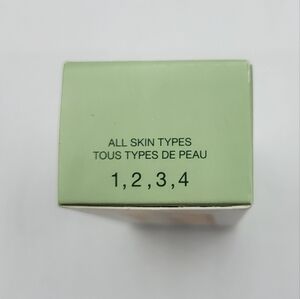 ALL SKIN TYPES
TOUS TYPES DE PEAU
1, 2, 3, 4